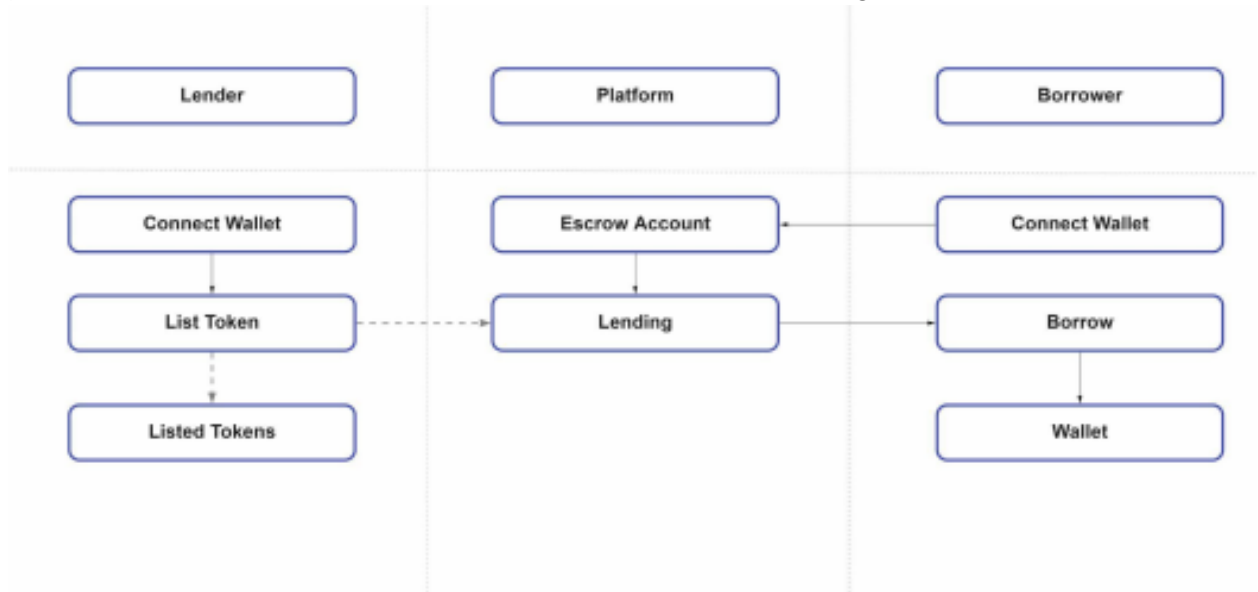 Lender
Platform
Borrower
Connect Wallet
Escrow Account
Connect Wallet
List Token
Lending
Borrow
Listed Tokens
Wallet